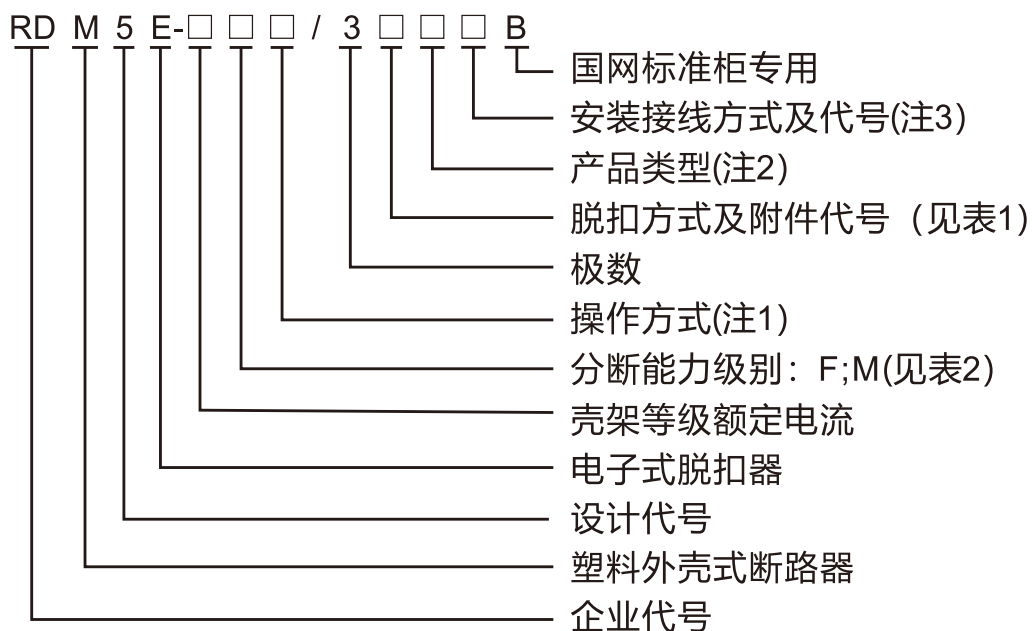 RD M 5 E-□ □ □ / 3 □ □ □ B
国网标准柜专用
安装接线方式及代号(注3)
产品类型(注2)
脱扣方式及附件代号（见表1）
极数
操作方式(注1)
分断能力级别：F;M(见表2)
壳架等级额定电流
电子式脱扣器
设计代号
塑料外壳式断路器
企业代号